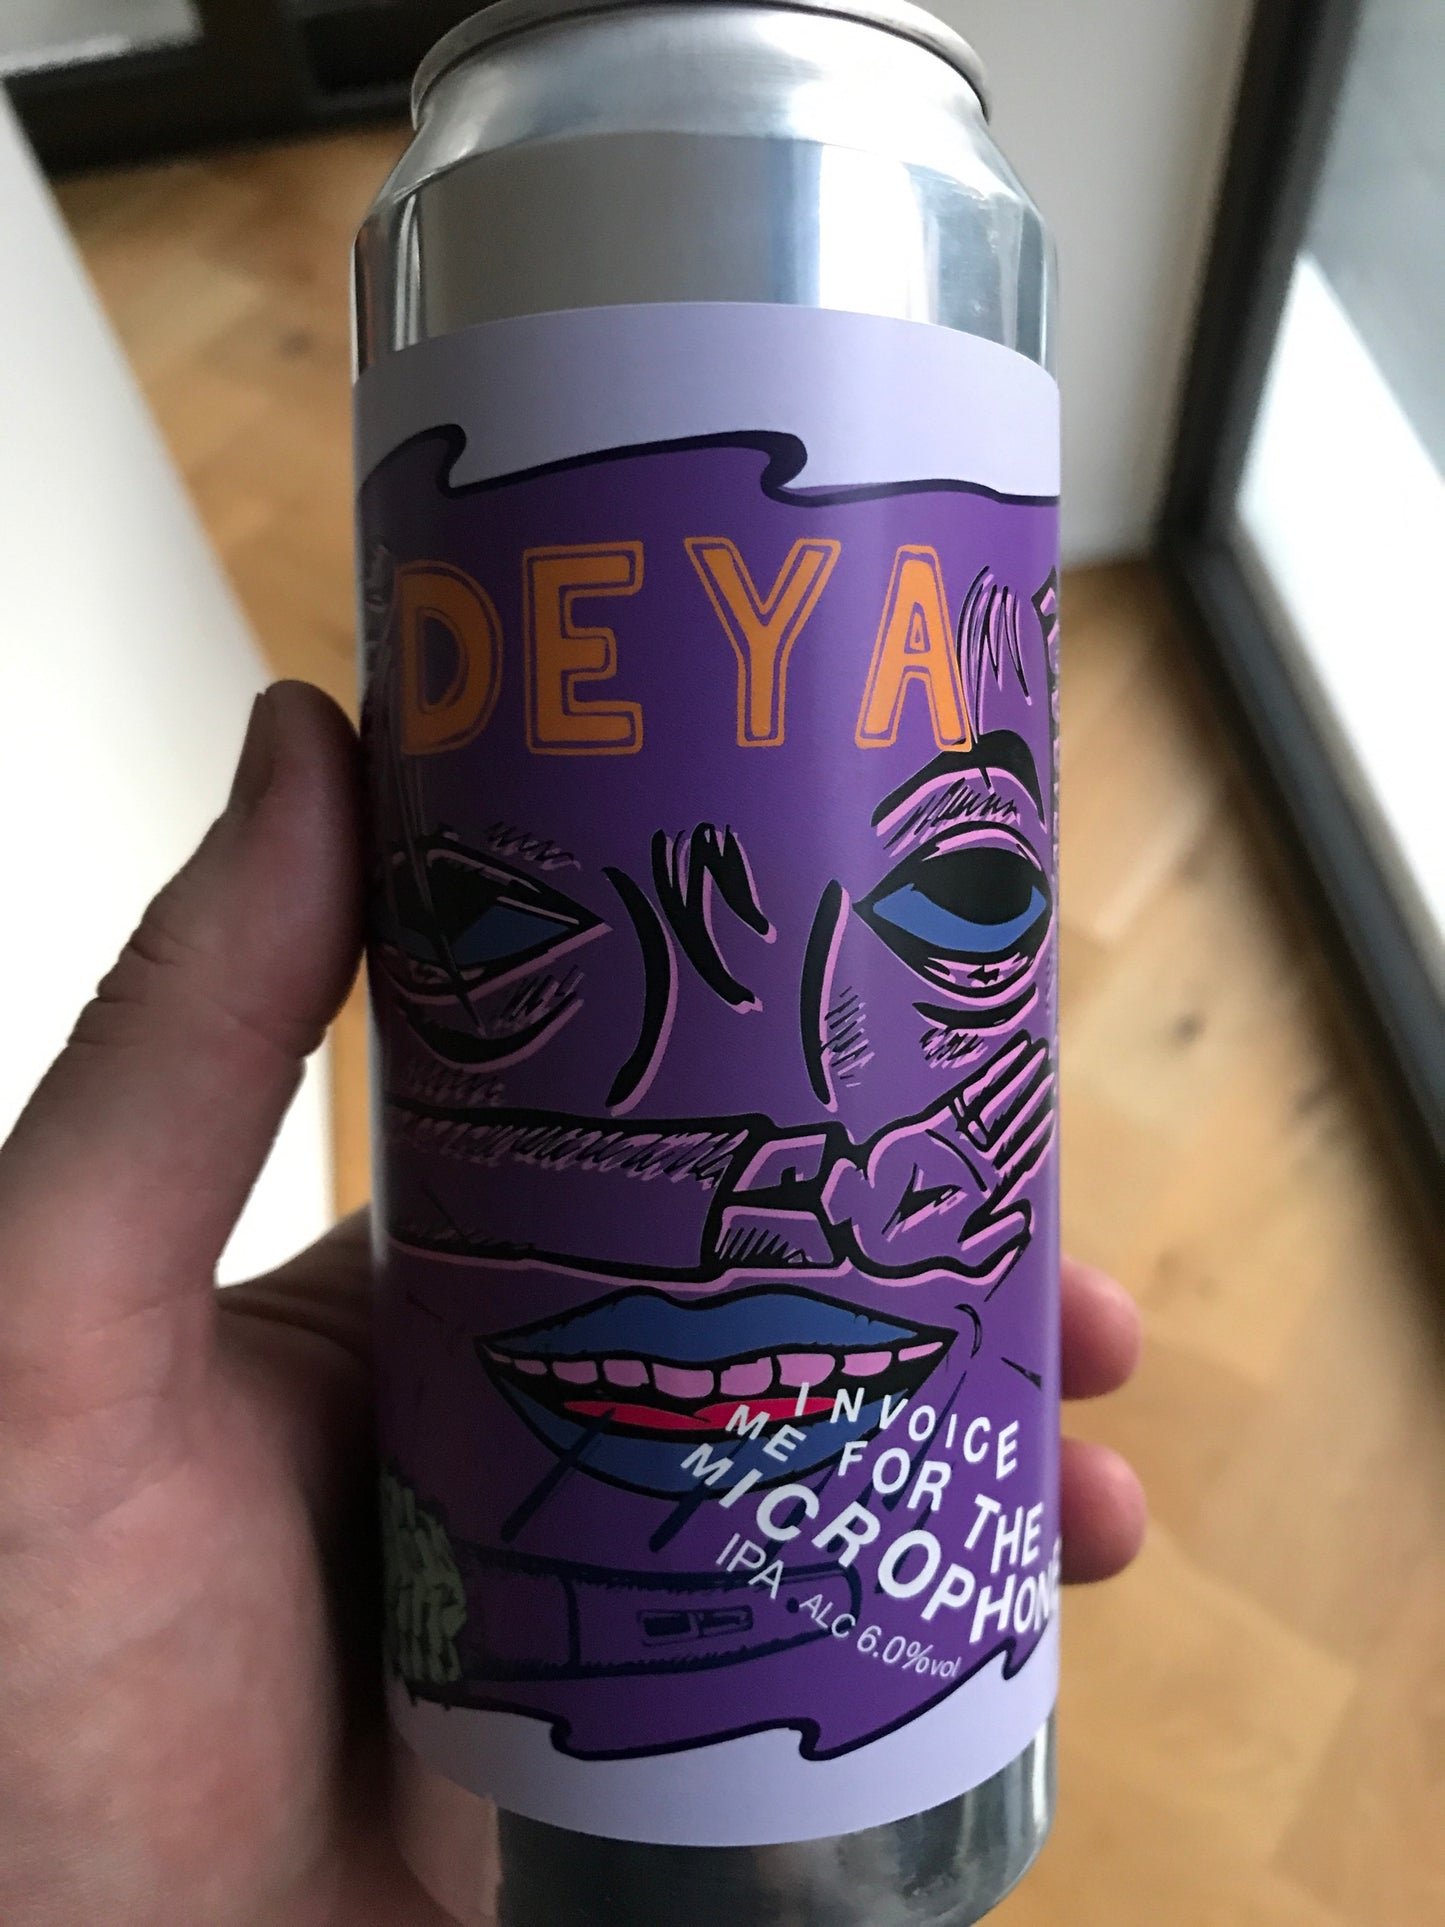 DEYA
INVOICE
ME FOR THE
MICROPHONE
IPA ALC 6.0%vol